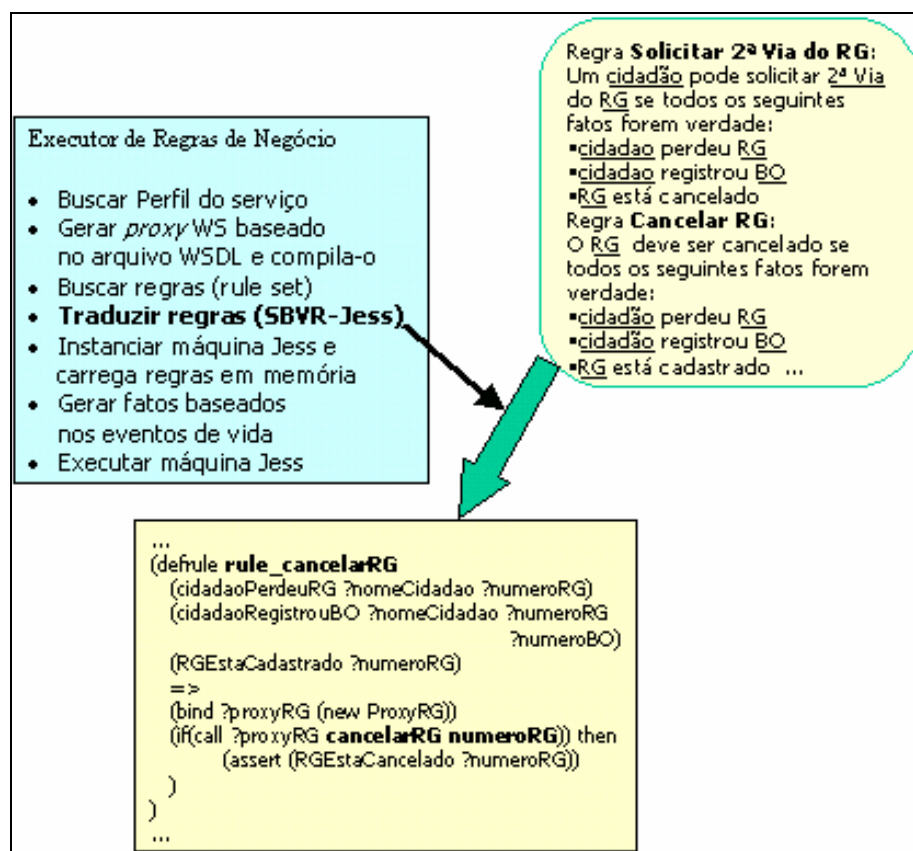 Regra Solicitar 2ª Via do RG:
Um cidadão pode solicitar 2ª Via
do RG se todos os seguintes
fatos forem verdade:
▪cidadao perdeu RG
▪cidadao registrou BO
▪RG está cancelado
Regra Cancelar RG:
O RG deve ser cancelado se
todos os seguintes fatos forem
verdade:
▪cidadão perdeu RG
▪cidadão registrou BO
▪RG está cadastrado ...
Executor de Regras de Negócio
• Buscar Perfil do serviço
• Gerar proxy WS baseado
no arquivo WSDL e compila-o
• Buscar regras (rule set)
• Traduzir regras (SBVR-Jess)
• Instanciar máquina Jess e
carrega regras em memória
• Gerar fatos baseados
nos eventos de vida
• Executar máquina Jess
...
(defrule rule_cancelarRG
(cidadaoPerdeuRG ?nomeCidadao ?numeroRG)
(cidadaoRegistrouBO ?nomeCidadao ?numeroRG
?numeroBO)
(RGEstaCadastrado ?numeroRG)
=>
(bind ?proxyRG (new ProxyRG))
(if(call ?proxyRG cancelarRG numeroRG)) then
(assert (RGEstaCancelado ?numeroRG))
)
)
...